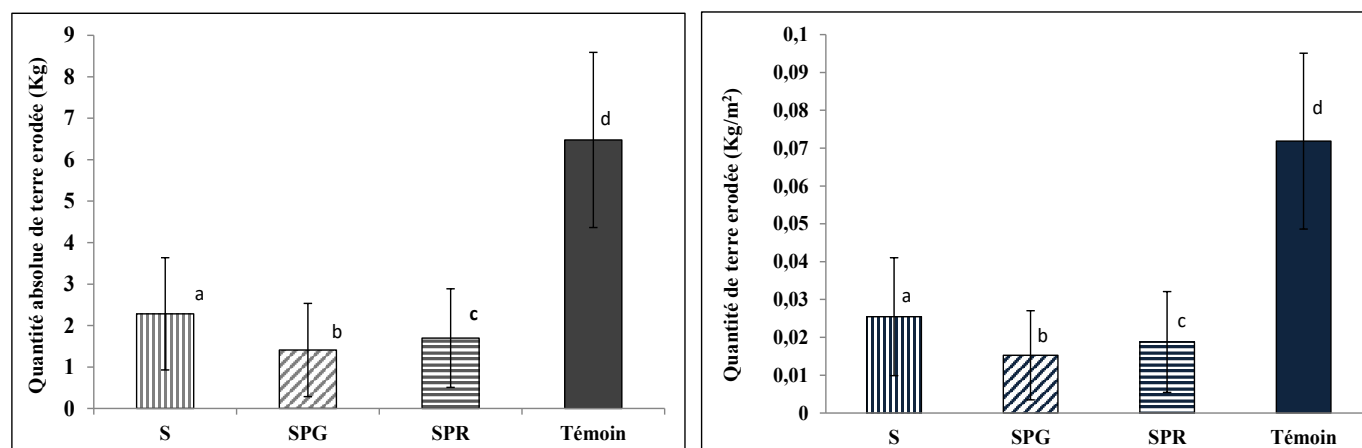 Quantité absolue de terre erodée (Kg)
9
8
7
6
5
4
3
2
1
0
a
b
c
d
S SPG SPR Témoin
Quantité de terre erodée (Kg/m²)
0,1
0,09
0,08
0,07
0,06
0,05
0,04
0,03
0,02
0,01
0
a
b
c
d
S SPG SPR Témoin